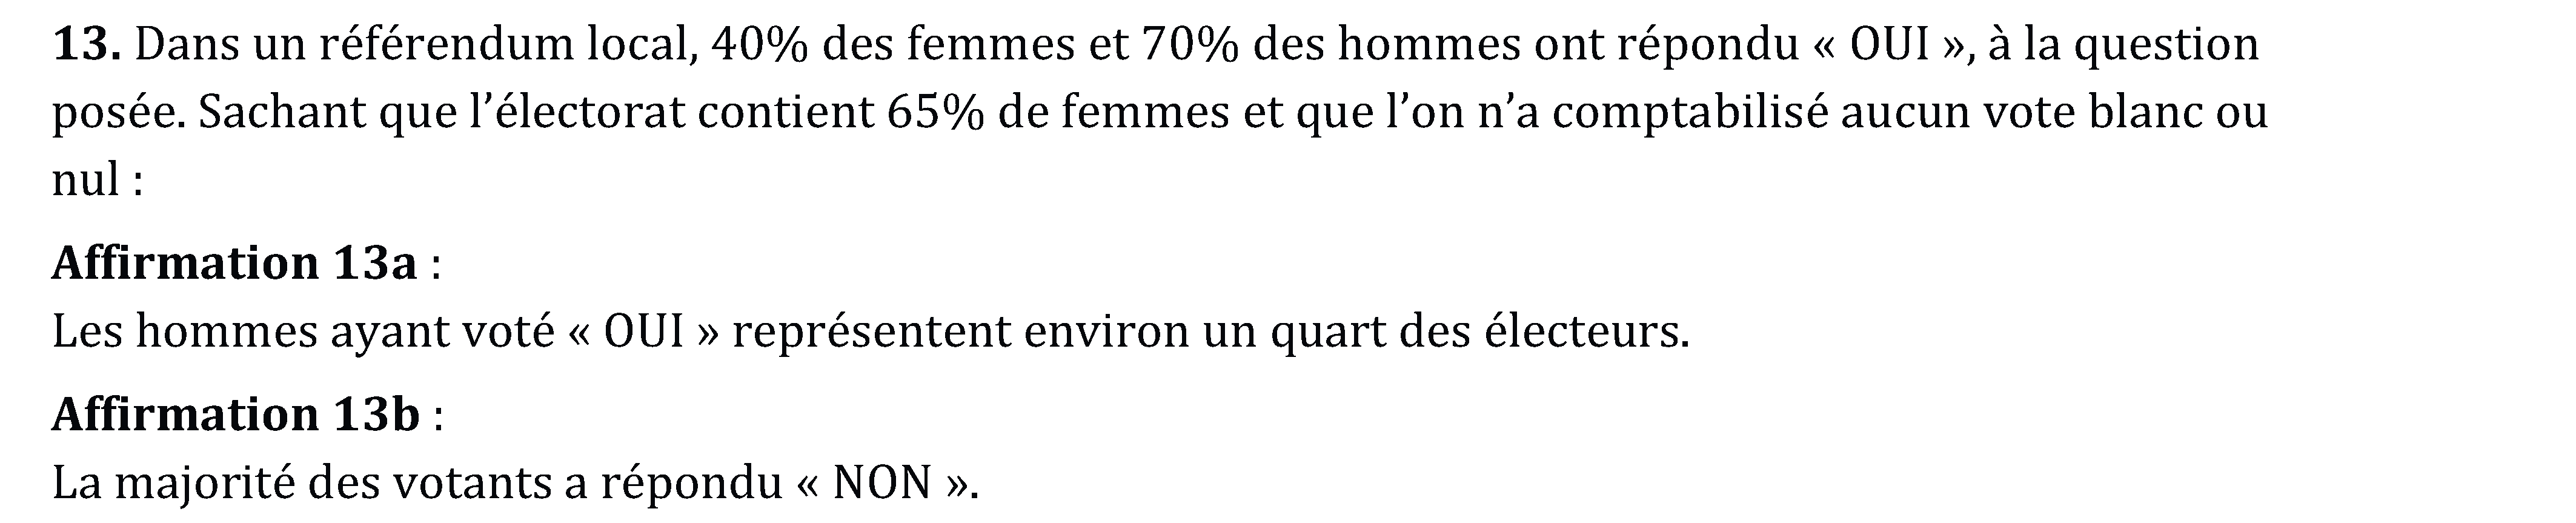 13. Dans un référendum local, 40% des femmes et 70% des hommes ont répondu « OUI », à la question
posée. Sachant que l’électorat contient 65% de femmes et que l’on n’a comptabilisé aucun vote blanc ou
nul :
Affirmation 13a :
Les hommes ayant voté « OUI » représentent environ un quart des électeurs.
Affirmation 13b :
La majorité des votants a répondu « NON ».